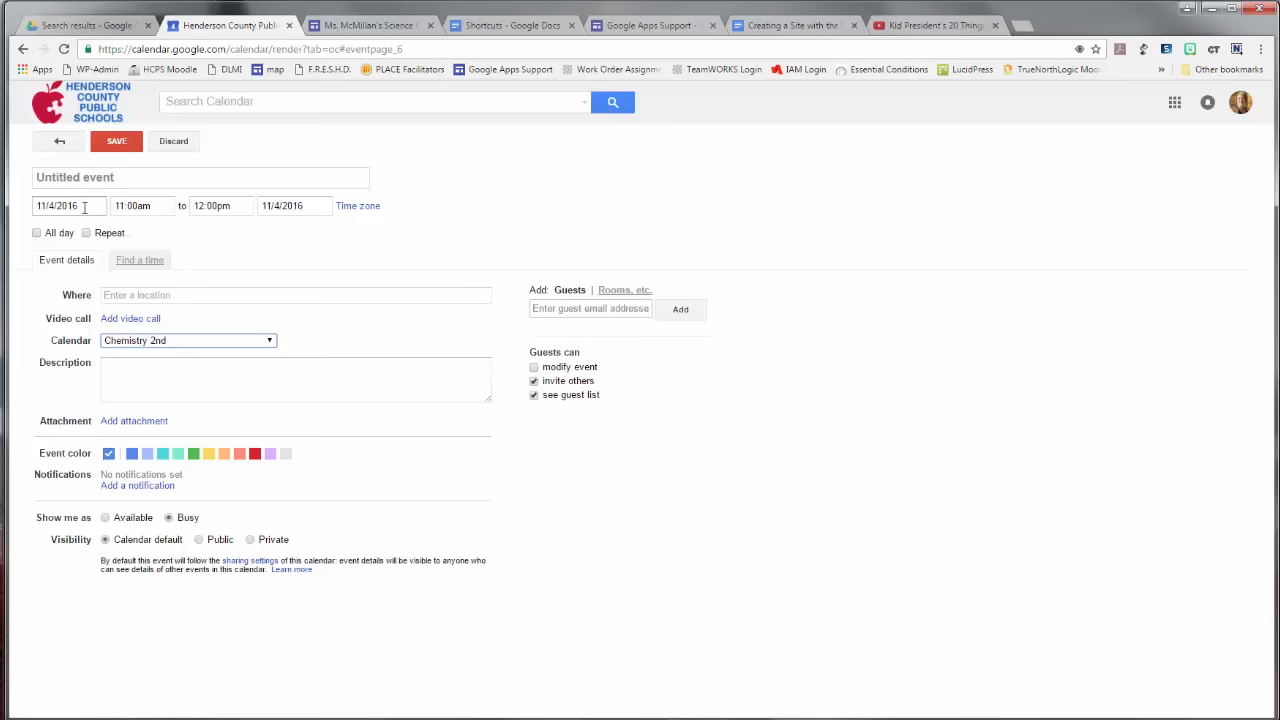 Search results - Google
Henderson County Publi
Ms. McMillan's Science C
Shortcuts - Google Docs
Google Apps Support - G
Creating a Site with the S
Kid President's 20 Things
https://calendar.google.com/calendar/render?tab=oc#eventpage_6
Apps WP-Admin HCPS Moodle DLMI map F.R.E.S.H.D. PLACE Facilitators Google Apps Support Work Order Assignme TeamWORKS Login IAM Login Essential Conditions LucidPress TrueNorthLogic Moo » Other bookmarks
HENDERSON
COUNTY
PUBLIC
SCHOOLS
Search Calendar
SAVE Discard
Untitled event
11/4/2016 11:00am to 12:00pm 11/4/2016 Time zone
All day Repeat...
Event details Find a time
Where Enter a location
Video call Add video call
Calendar Chemistry 2nd
Description
Attachment Add attachment
Event color
Notifications No notifications set
Add a notification
Show me as Available Busy
Visibility Calendar default Public Private
By default this event will follow the sharing settings of this calendar: event details will be visible to anyone who
can see details of other events in this calendar. Learn more
Add: Guests | Rooms, etc.
Enter guest email addresse Add
Guests can
modify event
invite others
see guest list